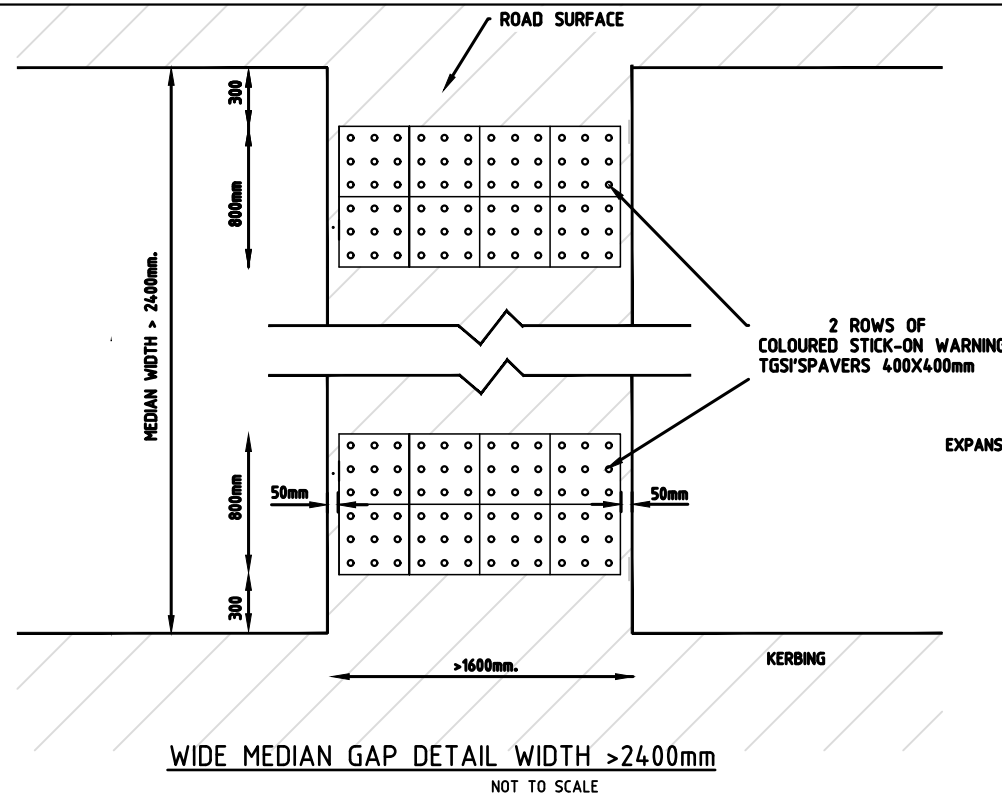 ROAD SURFACE
300
800mm
MEDIAN WIDTH > 2400mm.
2 ROWS OF
COLOURED STICK-ON WARNING
TGSI'SPAVERS 400X400mm
EXPANS
800mm
50mm
50mm
300
>1600mm.
KERBING
WIDE MEDIAN GAP DETAIL WIDTH >2400mm
NOT TO SCALE